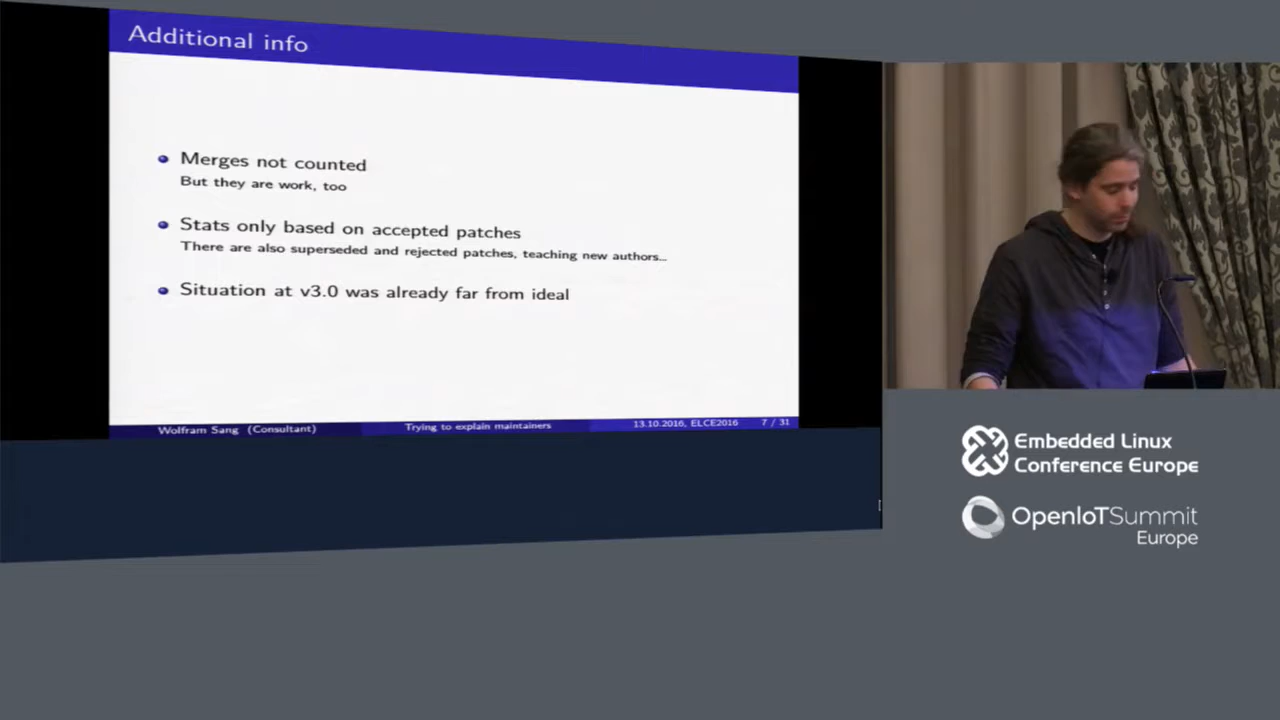 Additional info
Merges not counted
But they are work, too
Stats only based on accepted patches
There are also superseded and rejected patches, teaching new authors...
Situation at v3.0 was already far from ideal
Wolfram Sang (Consultant) Trying to explain maintainers 13.10.2016, ELCE2016 7 / 31
Embedded Linux
Conference Europe
OpenIoTSummit
Europe